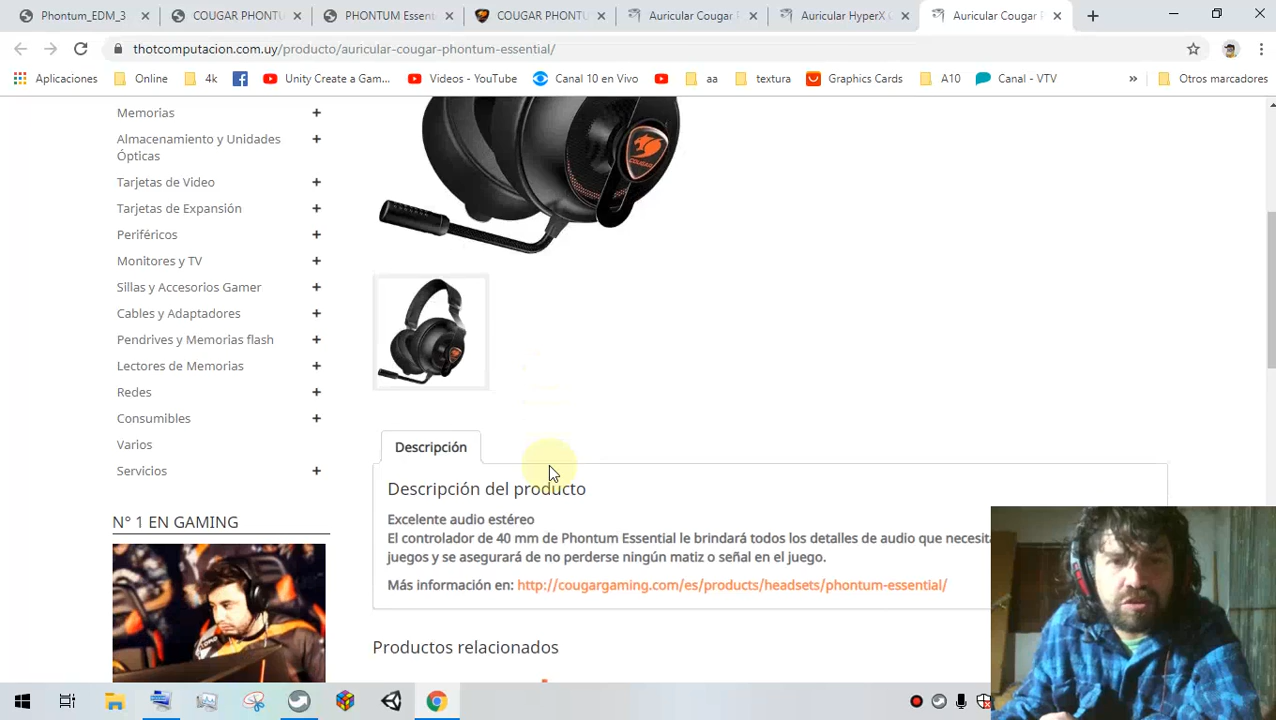 Phontum_EDM_3
COUGAR PHONTU
PHONTUM Essent
COUGAR PHONTU
Auricular Cougar P
Auricular HyperX C
Auricular Cougar P
thotcomputacion.com.uy/producto/auricular-cougar-phontum-essential/
Aplicaciones
Online
4k
Unity Create a Gam...
Videos - YouTube
Canal 10 en Vivo
aa
textura
Graphics Cards
A10
Canal - VTV
»
Otros marcadores
Memorias +
Almacenamiento y Unidades +
Ópticas
Tarjetas de Video +
Tarjetas de Expansión +
Periféricos +
Monitores y TV +
Sillas y Accesorios Gamer +
Cables y Adaptadores +
Pendrives y Memorias flash +
Lectores de Memorias +
Redes +
Consumibles +
Varios
Servicios +
N° 1 EN GAMING
COUGAR
Descripción
Descripción del producto
Excelente audio estéreo
El controlador de 40 mm de Phontum Essential le brindará todos los detalles de audio que necesita
juegos y se asegurará de no perderse ningún matiz o señal en el juego.
Más información en: http://cougargaming.com/es/products/headsets/phontum-essential/
Productos relacionados